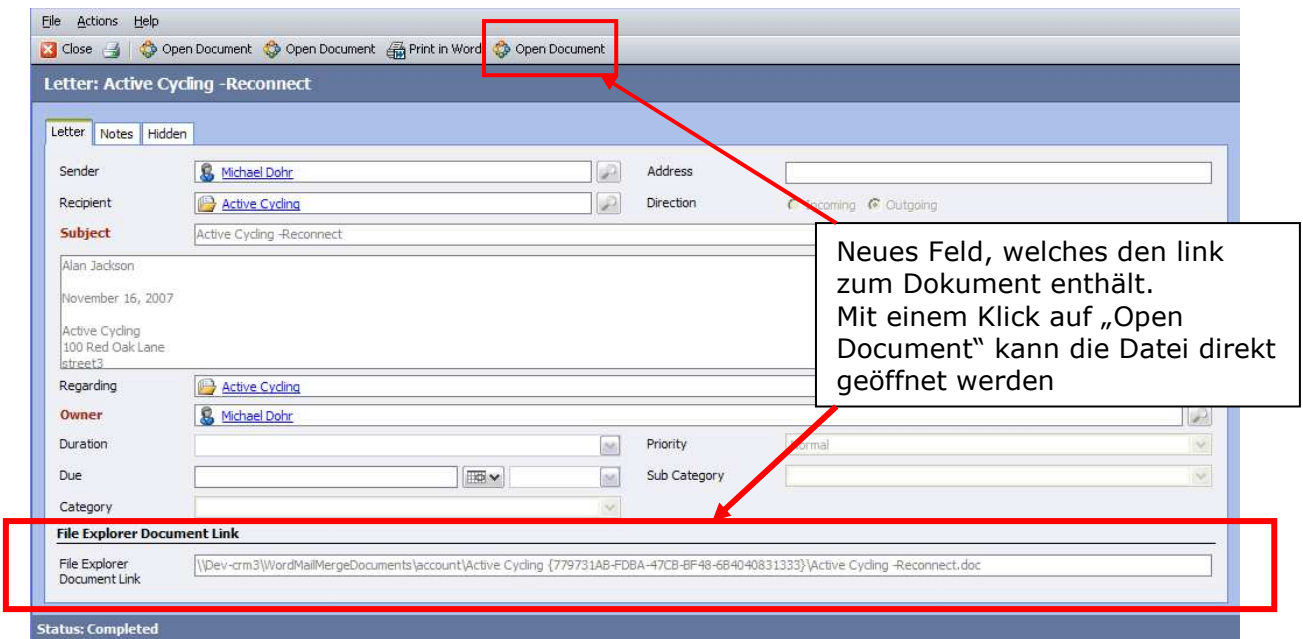 File Actions Help
Close Open Document Open Document Print in Word Open Document
Letter: Active Cycling -Reconnect
Letter Notes Hidden
Sender Michael Dohr Address
Recipient Active Cycling Direction Incoming Outgoing
Subject Active Cycling -Reconnect
Alan Jackson
November 16, 2007
Active Cycling
100 Red Oak Lane
street3
Neues Feld, welches den link
zum Dokument enthält.
Mit einem Klick auf „Open
Document“ kann die Datei direkt
geöffnet werden
Regarding Active Cycling
Owner Michael Dohr
Duration Priority Normal
Due Sub Category
Category
File Explorer Document Link
File Explorer
Document Link
\\Dev-crm3\WordMailMergeDocuments\account\Active Cycling {779731AB-FDBA-47CB-BF48-6B4040831333}\Active Cycling -Reconnect.doc
Status: Completed